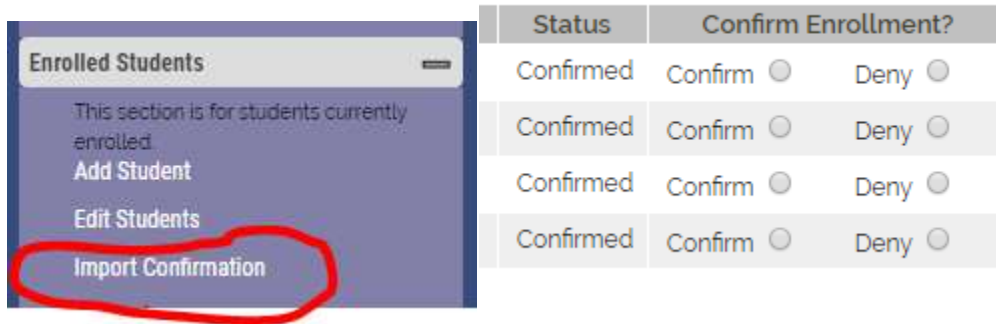 Enrolled Students
This section is for students currently
enrolled.
Add Student
Edit Students
Import Confirmation
Status Confirm Enrollment?
Confirmed Confirm Deny
Confirmed Confirm Deny
Confirmed Confirm Deny
Confirmed Confirm Deny